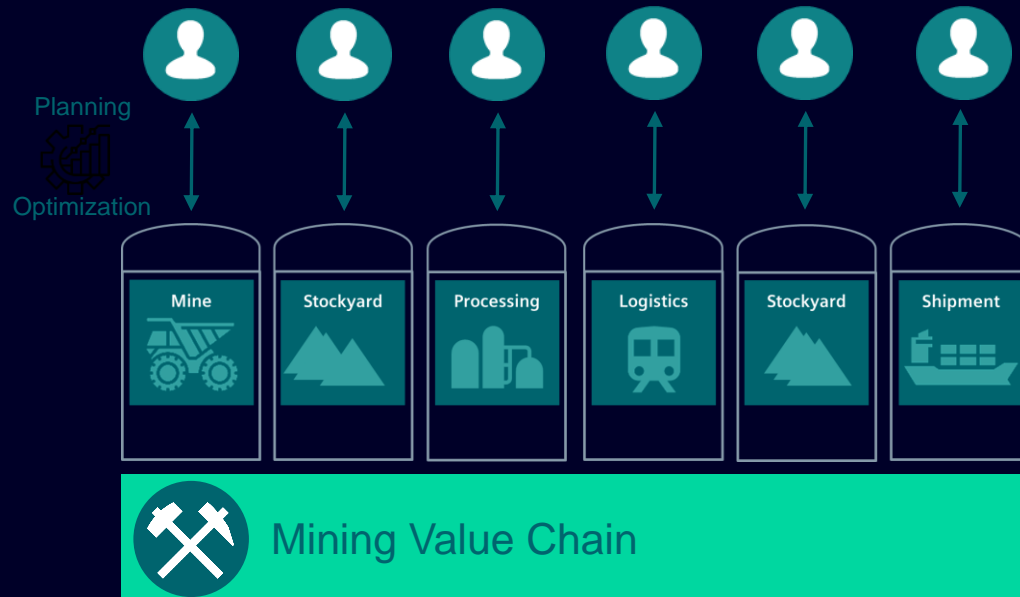 Planning
Optimization
Mine
Stockyard
Processing
Logistics
Stockyard
Shipment
Mining Value Chain